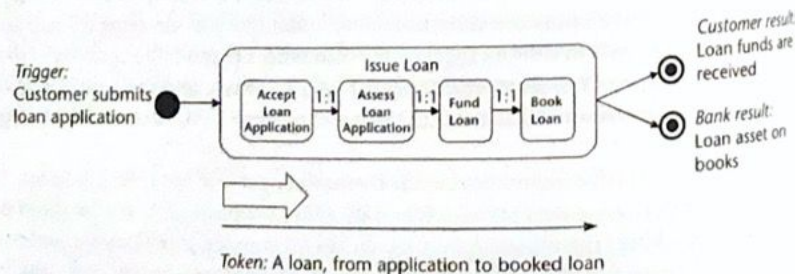 Trigger:
Customer submits
loan application
Issue Loan
Accept
Loan
Application
1:1
Assess
Loan
Application
1:1
Fund
Loan
1:1
Book
Loan
Customer result:
Loan funds are
received
Bank result:
Loan asset on
books
Token: A loan, from application to booked loan